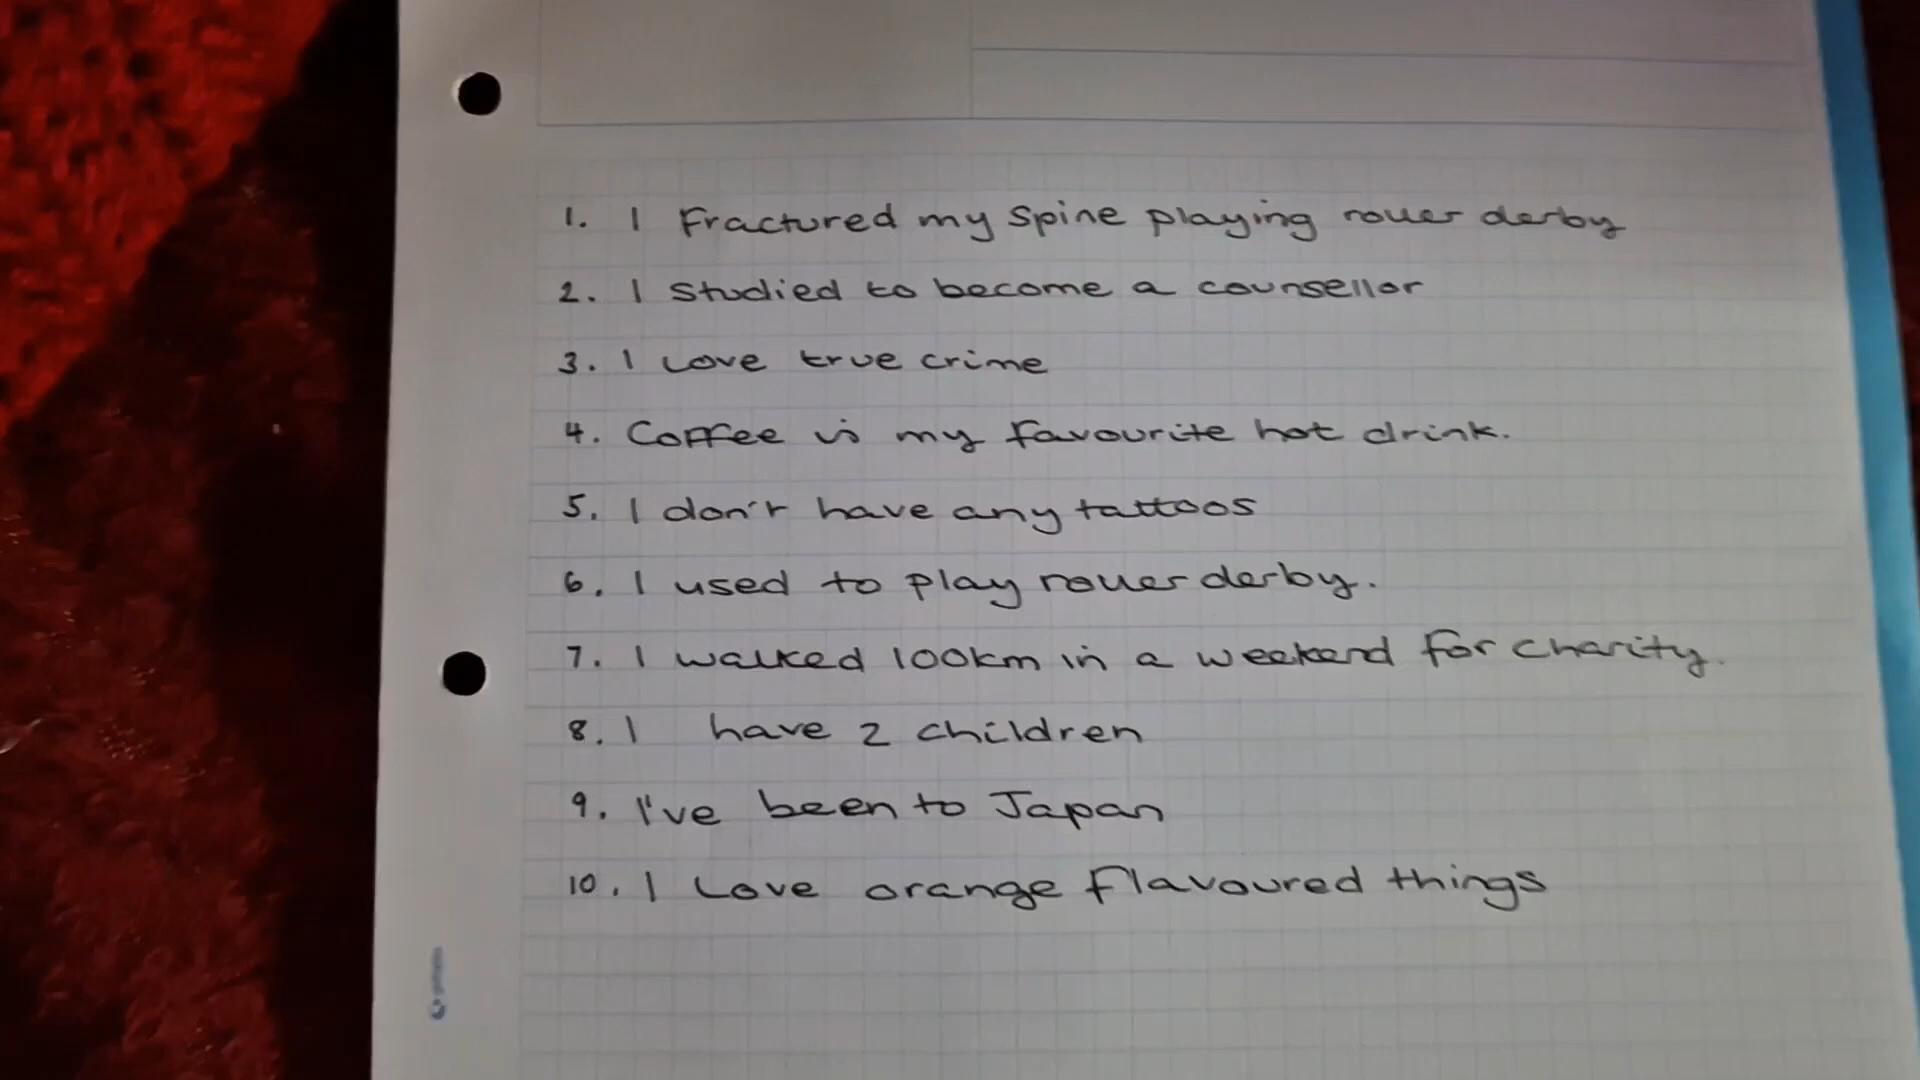 1. I Fractured my spine playing roller derby
2. I studied to become a counsellor
3. I love true crime
4. Coffee is my favourite hot drink.
5. I don't have any tattoos
6. I used to play roller derby.
7. I walked 100km in a weekend for charity.
8. I have 2 children
9. I've been to Japan
10. I love orange flavoured things